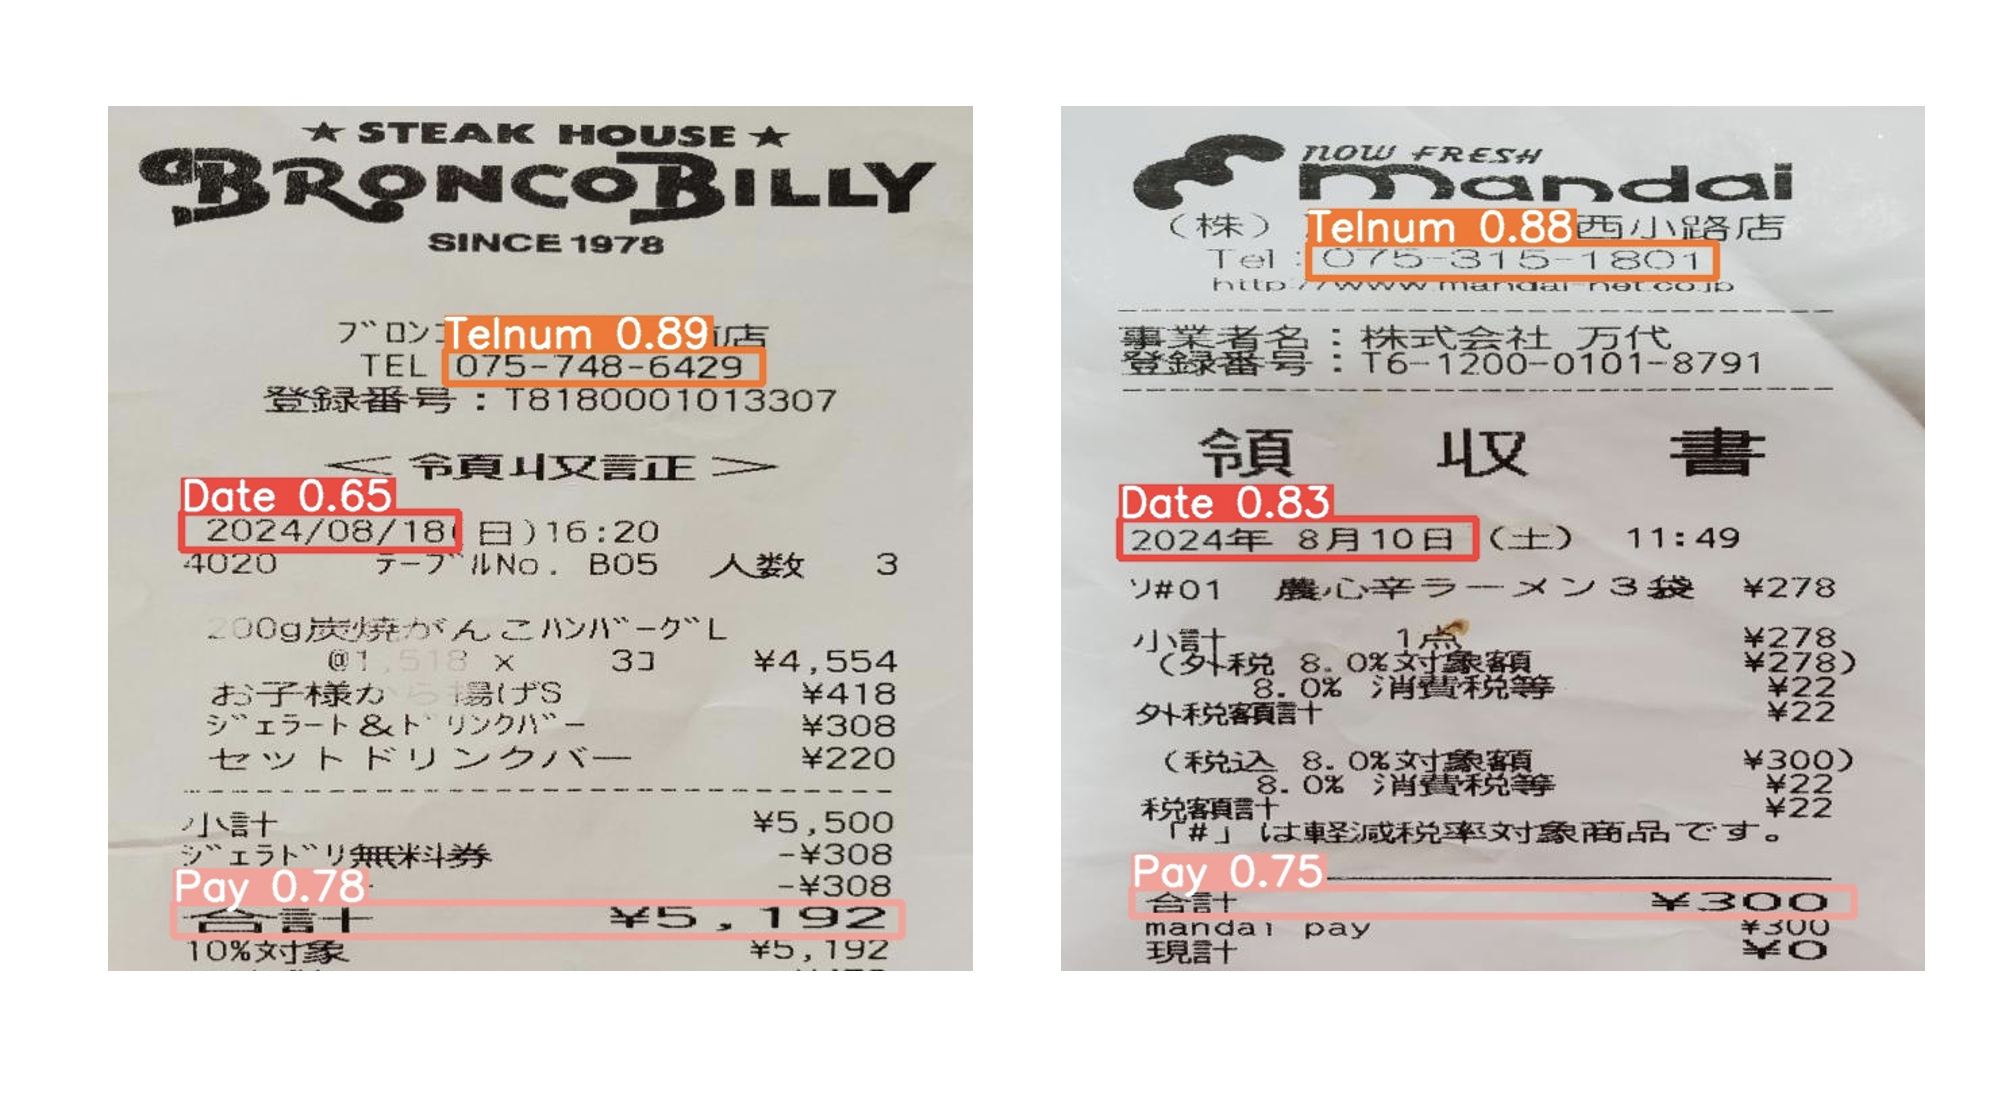 ★ STEAK HOUSE ★
BRONCO BILLY
SINCE 1978
Telnum 0.89
ﾌﾞﾛﾝ 店
TEL 075-748-6429
登録番号：T8180001013307
＜領収証＞
Date 0.65
2024/08/18(日)16:20
4020 ﾃｰﾌﾞﾙNo. B05 人数 3
200g炭焼がんこﾊﾝﾊﾞｰｸﾞL
@1,518 x 3ｺ ¥4,554
お子様から揚げS ¥418
ｼﾞｪﾗｰﾄ＆ﾄﾞﾘﾝｸﾊﾞｰ ¥308
セットドリンクバー ¥220
小計 ¥5,500
ｼﾞｪﾗﾄﾞﾘ無料券 -¥308
Pay 0.78
-¥308
合計 ¥5,192
10%対象 ¥5,192
NOW FRESH
mandai
(株) 西小路店
Telnum 0.88
Tel：075-315-1801
http://www.mandai-net.co.jp
事業者名：株式会社 万代
登録番号：T6-1200-0101-8791
領 収 書
Date 0.83
2024年 8月10日 (土) 11:49
ソ#01 農心辛ラーメン3袋 ¥278
小計 1点 ¥278
(外税 8.0%対象額 ¥278)
8.0% 消費税等 ¥22
外税額計 ¥22
(税込 8.0%対象額 ¥300)
8.0% 消費税等 ¥22
税額計 ¥22
「#」は軽減税率対象商品です。
Pay 0.75
合計 ¥300
mandai pay ¥300
現計 ¥0